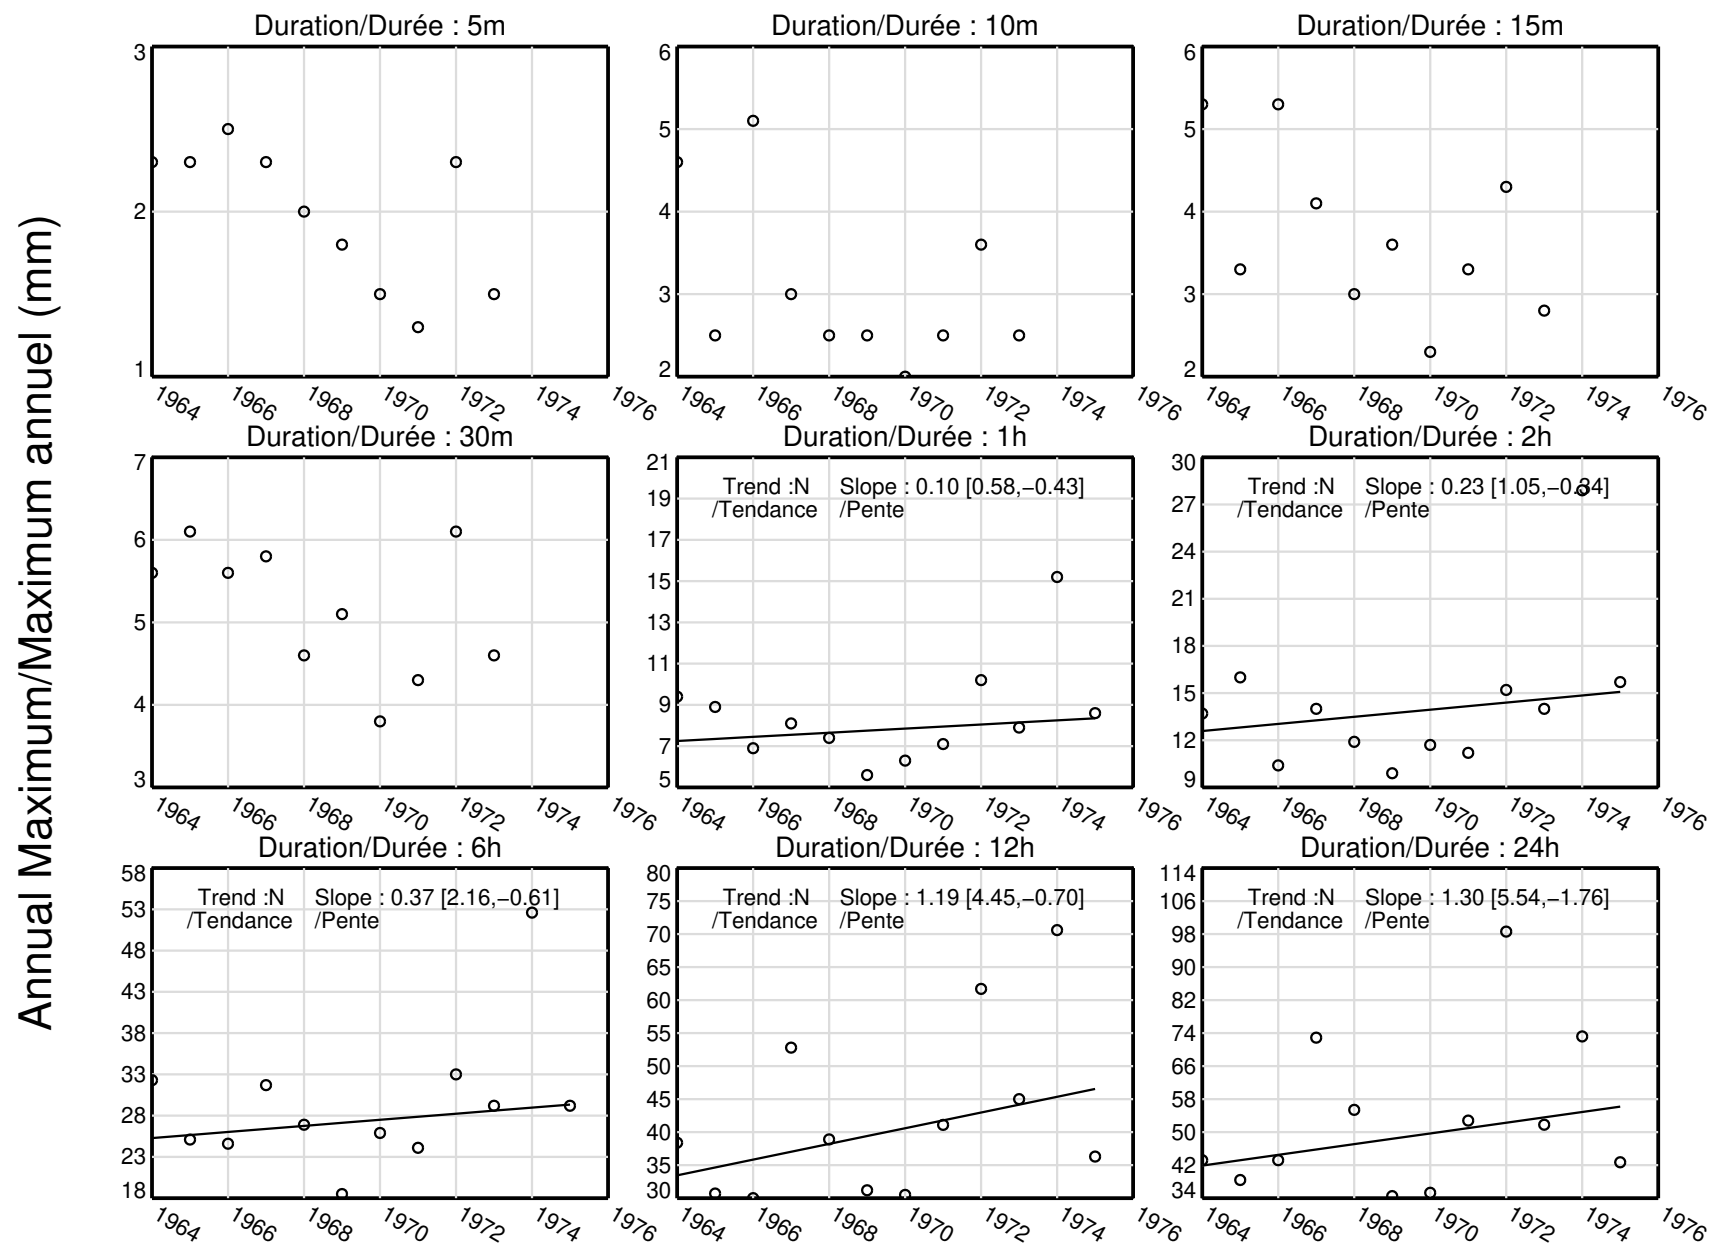 Annual Maximum/Maximum annuel (mm)
Duration/Durée : 5m
3
2
1
1964 1966 1968 1970 1972 1974 1976
Duration/Durée : 10m
6
5
4
3
2
1964 1966 1968 1970 1972 1974 1976
Duration/Durée : 15m
6
5
4
3
2
1964 1966 1968 1970 1972 1974 1976
Duration/Durée : 30m
7
6
5
4
3
1964 1966 1968 1970 1972 1974 1976
Duration/Durée : 1h
Trend :N Slope : 0.10 [0.58,−0.43]
/Tendance /Pente
21
19
17
15
13
11
9
7
5
1964 1966 1968 1970 1972 1974 1976
Duration/Durée : 2h
Trend :N Slope : 0.23 [1.05,−0.34]
/Tendance /Pente
30
27
24
21
18
15
12
9
1964 1966 1968 1970 1972 1974 1976
Duration/Durée : 6h
Trend :N Slope : 0.37 [2.16,−0.61]
/Tendance /Pente
58
53
48
43
38
33
28
23
18
1964 1966 1968 1970 1972 1974 1976
Duration/Durée : 12h
Trend :N Slope : 1.19 [4.45,−0.70]
/Tendance /Pente
80
75
70
65
60
55
50
45
40
35
30
1964 1966 1968 1970 1972 1974 1976
Duration/Durée : 24h
Trend :N Slope : 1.30 [5.54,−1.76]
/Tendance /Pente
114
106
98
90
82
74
66
58
50
42
34
1964 1966 1968 1970 1972 1974 1976